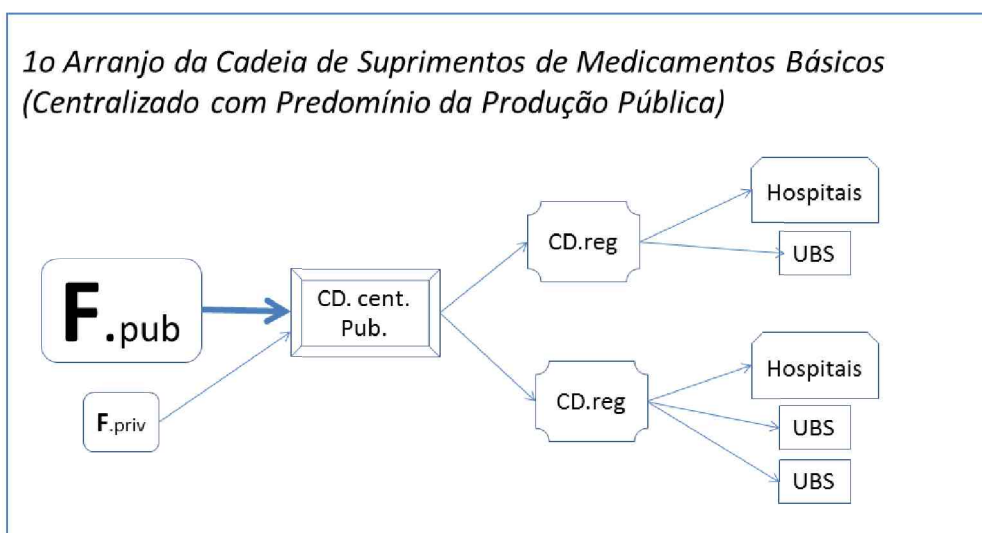 1o Arranjo da Cadeia de Suprimentos de Medicamentos Básicos
(Centralizado com Predomínio da Produção Pública)
F.pub
F.priv
CD. cent.
Pub.
CD.reg
Hospitais
UBS
CD.reg
Hospitais
UBS
UBS